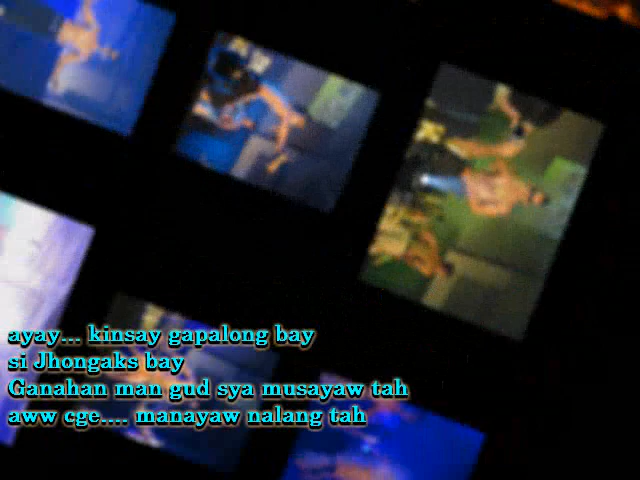 ayay... kinsay gapalong bay
si Jhongaks bay
Ganahan man gud sya musayaw tah
aww cge.... manayaw nalang tah